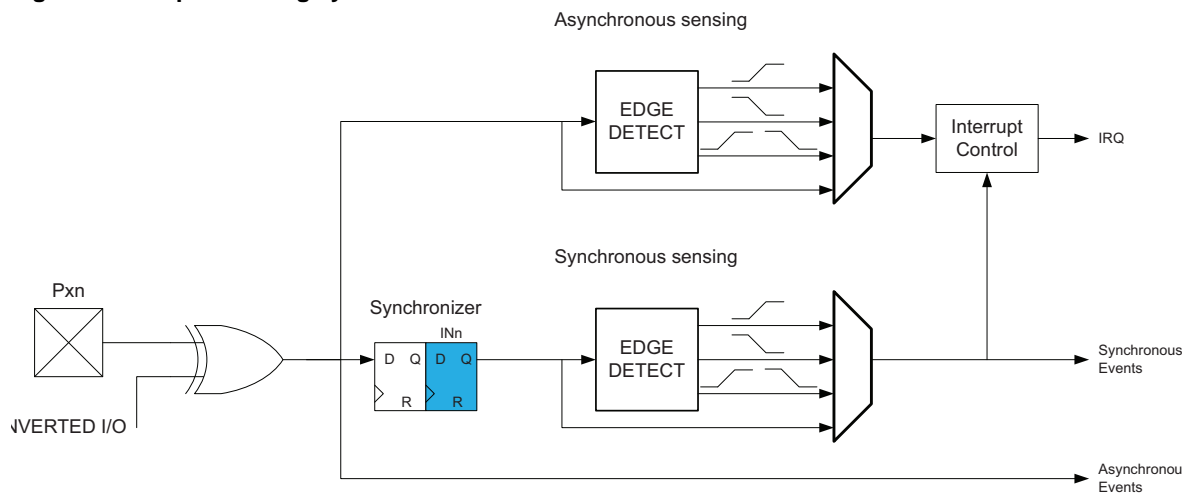 Asynchronous sensing
EDGE
DETECT
Interrupt
Control
IRQ
Synchronous sensing
Pxn
Synchronizer
INn
D Q D Q
R R
EDGE
DETECT
Synchronous
Events
NVERTED I/O
Asynchronou
Events